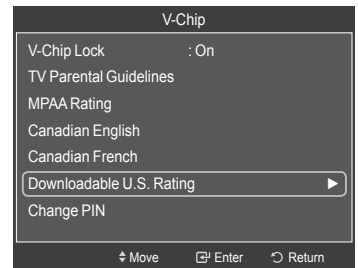 V-Chip
V-Chip Lock : On
TV Parental Guidelines
MPAA Rating
Canadian English
Canadian French
Downloadable U.S. Rating ►
Change PIN
Move Enter Return